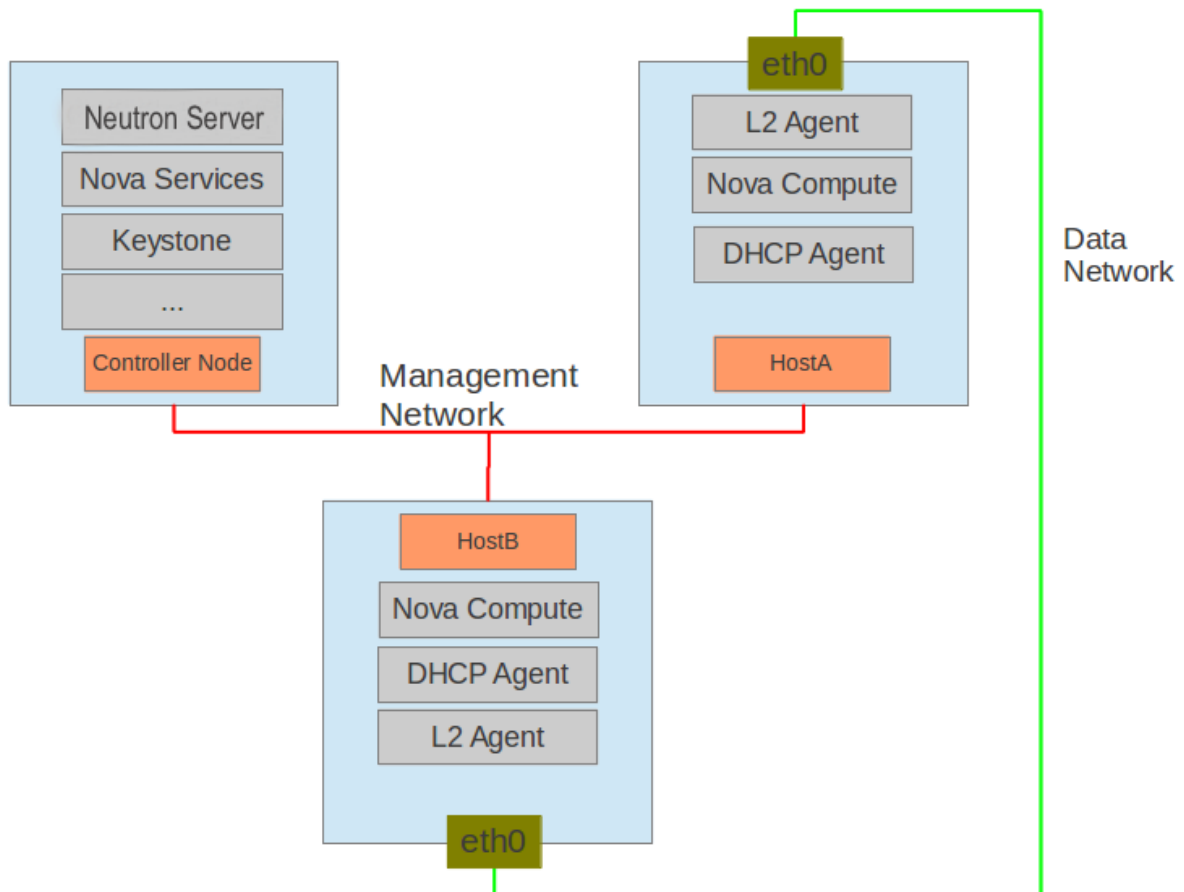 Neutron Server
Nova Services
Keystone
...
Controller Node
Management
Network
eth0
L2 Agent
Nova Compute
DHCP Agent
HostA
Data
Network
HostB
Nova Compute
DHCP Agent
L2 Agent
eth0